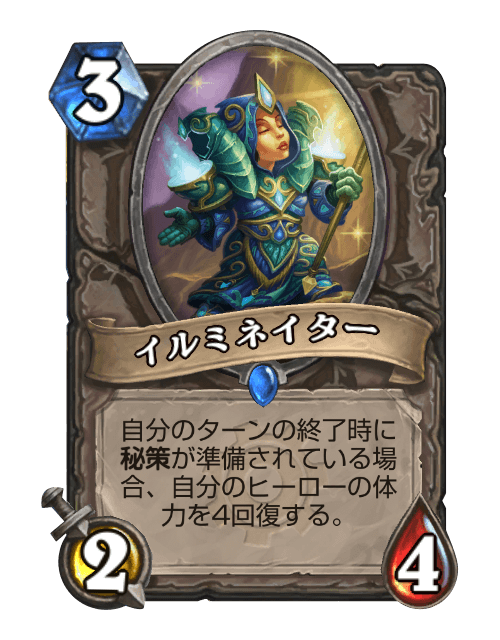 3
イルミネイター
自分のターンの終了時に
秘策が準備されている場
合、自分のヒーローの体
力を4回復する。
2
4